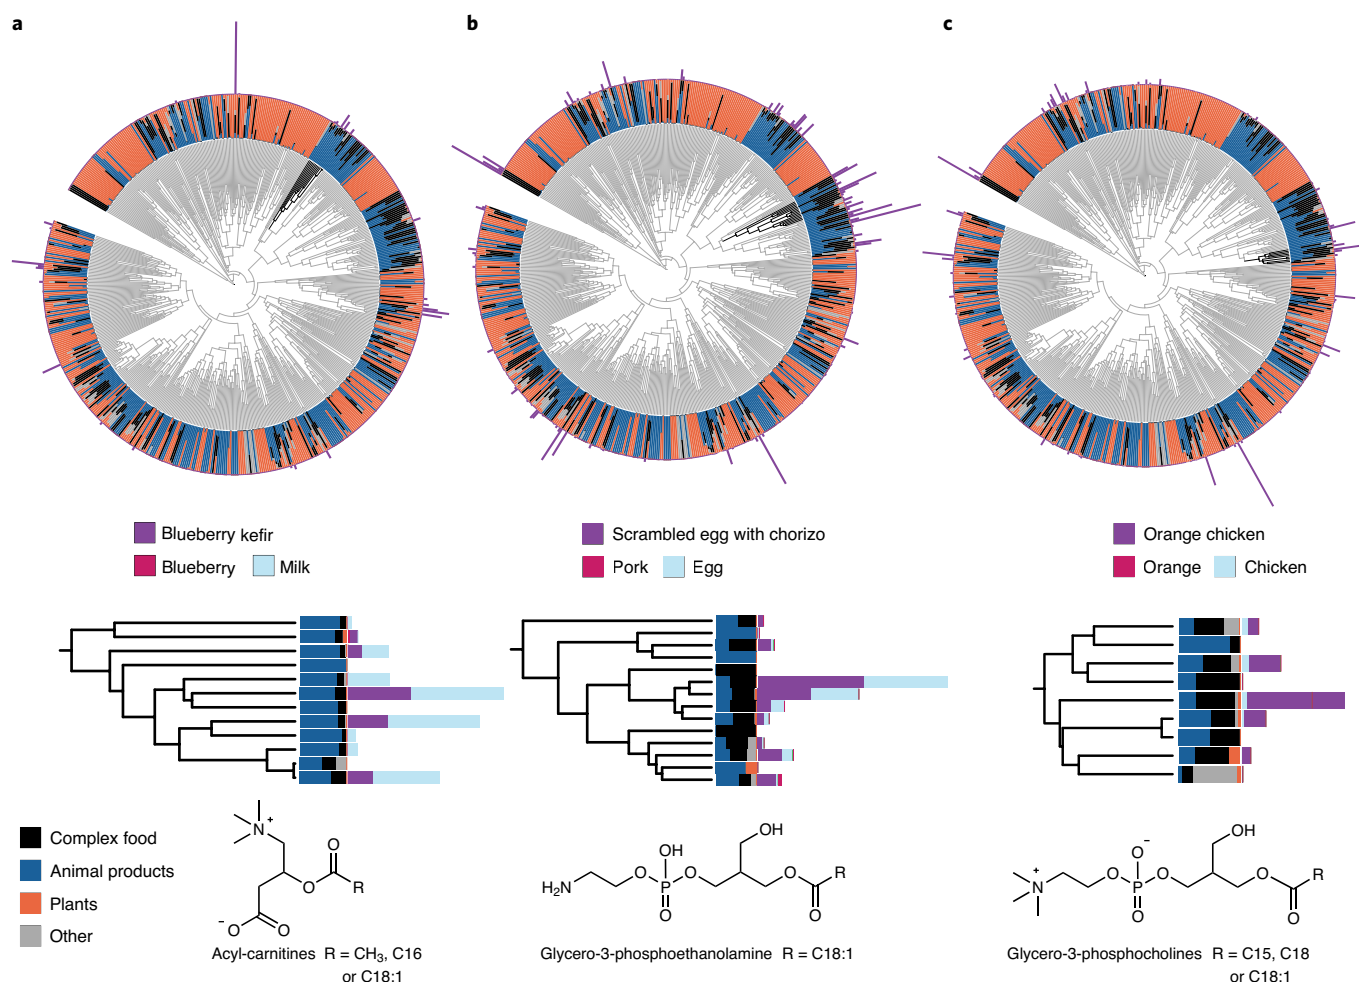 a
b
c
Blueberry kefir
Blueberry
Milk
Scrambled egg with chorizo
Pork
Egg
Orange chicken
Orange
Chicken
Complex food
Animal products
Plants
Other
N
+
O
O
R
O
O
−
Acyl-carnitines R = CH₃, C16
or C18:1
OH
OH
H₂N
O
P
O
O
O
R
O
Glycero-3-phosphoethanolamine R = C18:1
OH
O⁻
N
+
O
P
O
O
O
R
O
Glycero-3-phosphocholines R = C15, C18
or C18:1